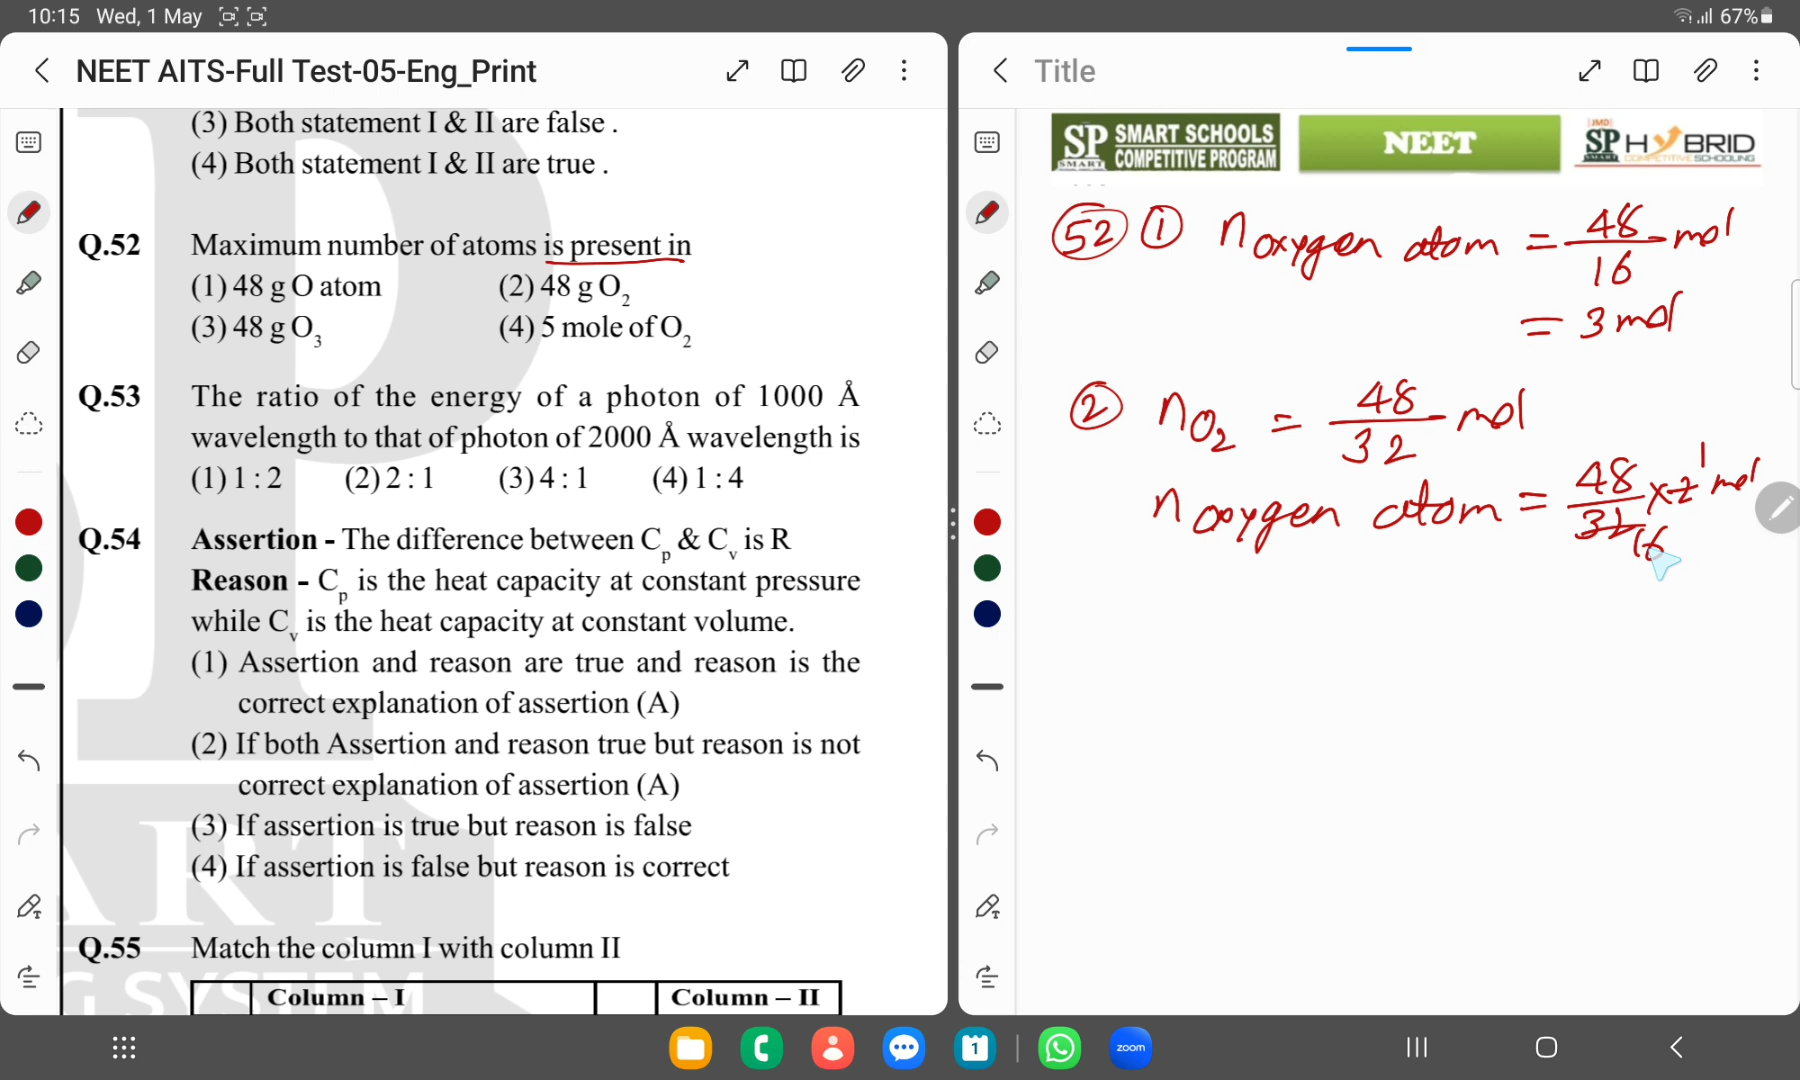 10:15 Wed, 1 May
67%
NEET AITS-Full Test-05-Eng_Print
(3) Both statement I & II are false .
(4) Both statement I & II are true .
Q.52 Maximum number of atoms is present in
(1) 48 g O atom (2) 48 g O₂
(3) 48 g O₃ (4) 5 mole of O₂
Q.53 The ratio of the energy of a photon of 1000 Å
wavelength to that of photon of 2000 Å wavelength is
(1) 1 : 2 (2) 2 : 1 (3) 4 : 1 (4) 1 : 4
Q.54 Assertion - The difference between Cₚ & Cᵥ is R
Reason - Cₚ is the heat capacity at constant pressure
while Cᵥ is the heat capacity at constant volume.
(1) Assertion and reason are true and reason is the
correct explanation of assertion (A)
(2) If both Assertion and reason true but reason is not
correct explanation of assertion (A)
(3) If assertion is true but reason is false
(4) If assertion is false but reason is correct
Q.55 Match the column I with column II
Column – I Column – II
Title
SP SMART SMART SCHOOLS COMPETITIVE PROGRAM
NEET
JMD SP SMART HYBRID COMPETITIVE SCHOOLING
52 1 n oxygen atom = 48/16 mol
= 3 mol
2 nO₂ = 48/32 mol
n oxygen atom = 48/32 16 × 2 1 mol
1
zoom